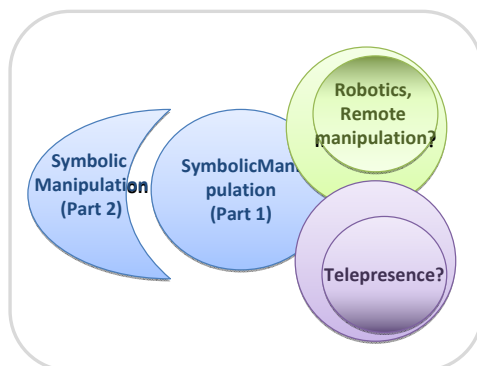 Symbolic
Manipulation
(Part 2)
SymbolicMani
pulation
(Part 1)
Robotics,
Remote
manipulation?
Telepresence?